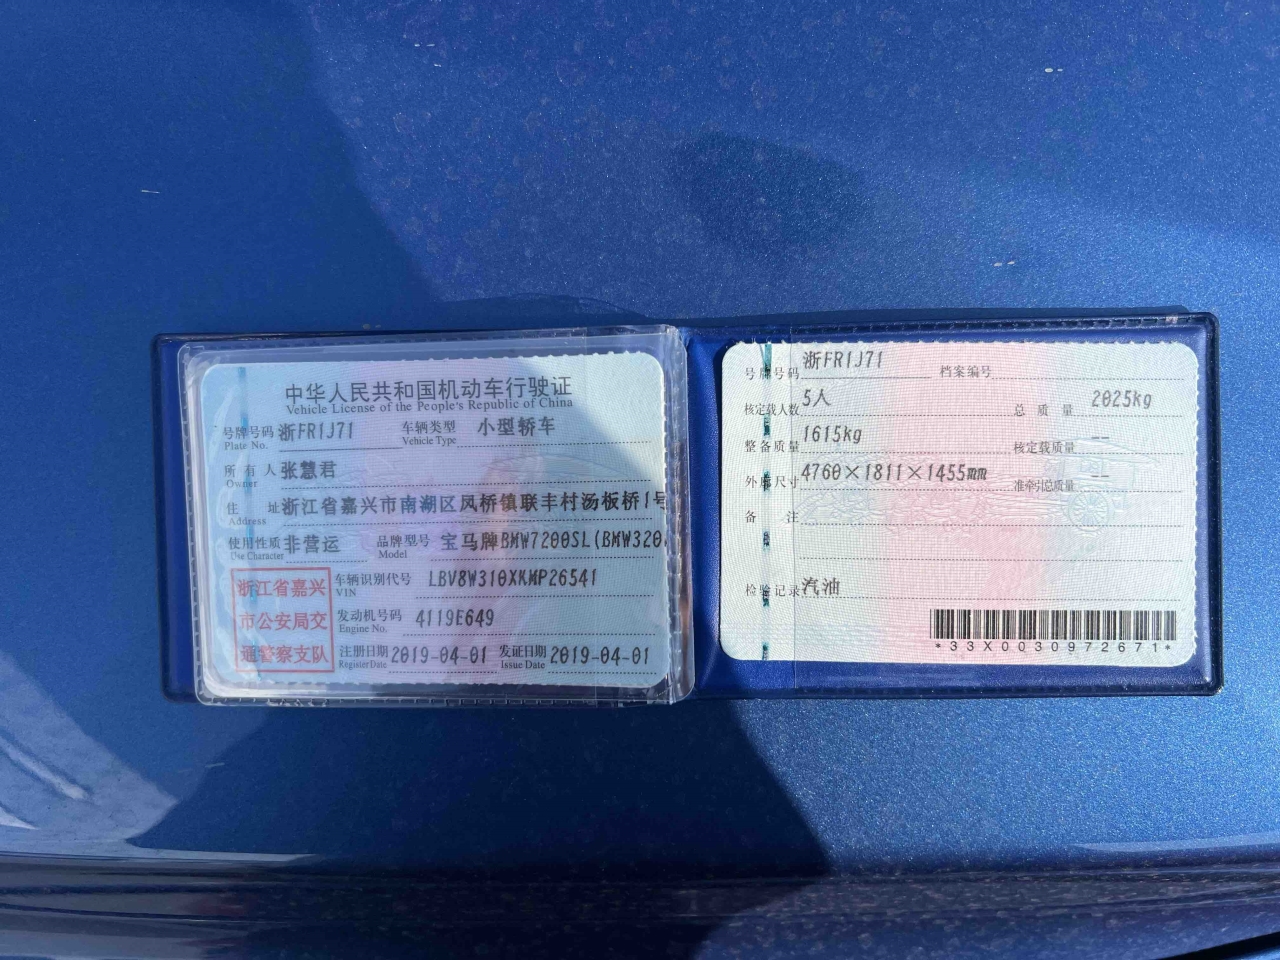 中华人民共和国机动车行驶证
Vehicle License of the People's Republic of China
号牌号码 浙FR1J71 车辆类型 小型轿车
Plate No. Vehicle Type
所有人 张慧君
Owner
住址 浙江省嘉兴市南湖区凤桥镇联丰村汤板桥1号
Address
使用性质 非营运 品牌型号 宝马牌BMW7200SL(BMW320
Use Character Model
浙江省嘉兴
市公安局交
通警察支队
车辆识别代号 LBV8W310XKMP26541
VIN
发动机号码 4119E649
Engine No.
注册日期 2019-04-01 发证日期 2019-04-01
Register Date Issue Date
号牌号码 浙FR1J71 档案编号
核定载人数 5人 总质量 2025kg
整备质量 1615kg 核定载质量 --
外廓尺寸 4760×1811×1455mm 准牵引总质量 --
备注
检验记录 汽油
*33X0030972671*